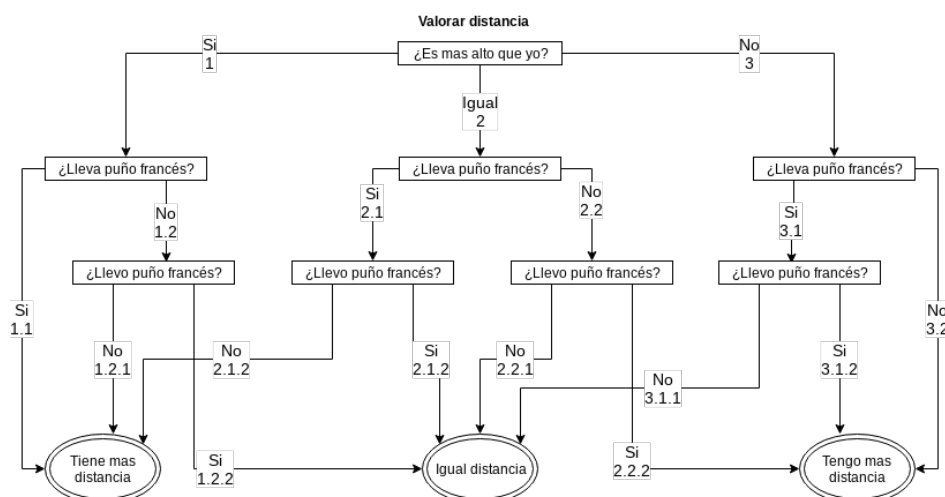 Valorar distancia
¿Es mas alto que yo?
Si
1
Igual
2
No
3
¿Lleva puño francés?
¿Lleva puño francés?
¿Lleva puño francés?
No
1.2
Si
2.1
No
2.2
Si
3.1
¿Llevo puño francés?
¿Llevo puño francés?
¿Llevo puño francés?
¿Llevo puño francés?
Si
1.1
No
1.2.1
No
2.1.2
Si
2.1.2
No
2.2.1
No
3.1.1
Si
3.1.2
No
3.2
Tiene mas
distancia
Si
1.2.2
Igual distancia
Si
2.2.2
Tengo mas
distancia